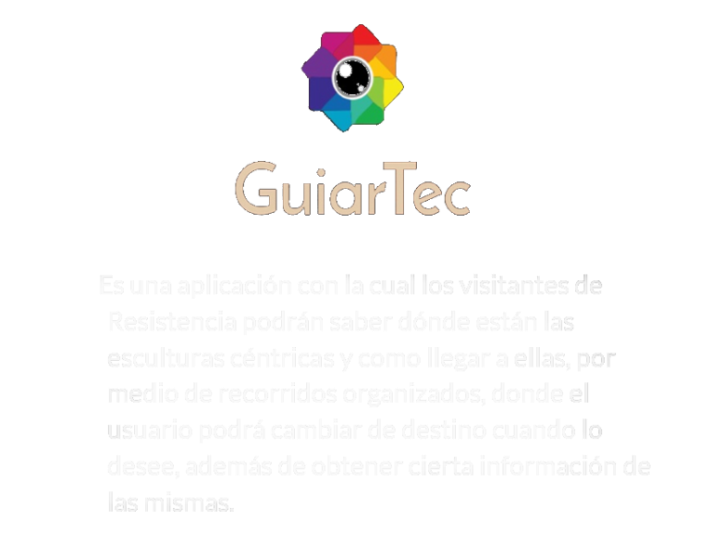 GuiarTec
Es una aplicación con la cual los visitantes de
Resistencia podrán saber dónde están las
esculturas céntricas y como llegar a ellas, por
medio de recorridos organizados, donde el
usuario podrá cambiar de destino cuando lo
desee, además de obtener cierta información de
las mismas.